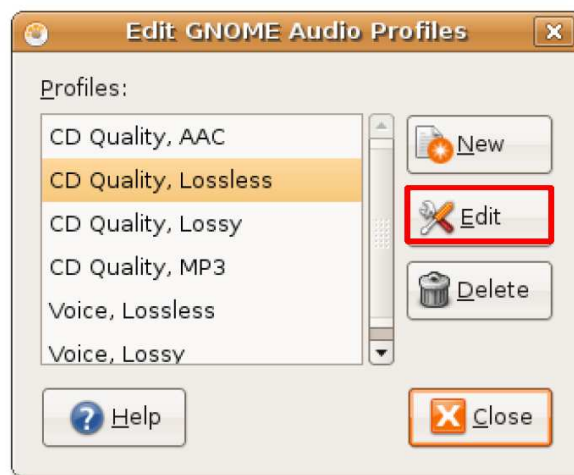 Edit GNOME Audio Profiles
Profiles:
CD Quality, AAC
CD Quality, Lossless
CD Quality, Lossy
CD Quality, MP3
Voice, Lossless
Voice, Lossy
New
Edit
Delete
Help
Close